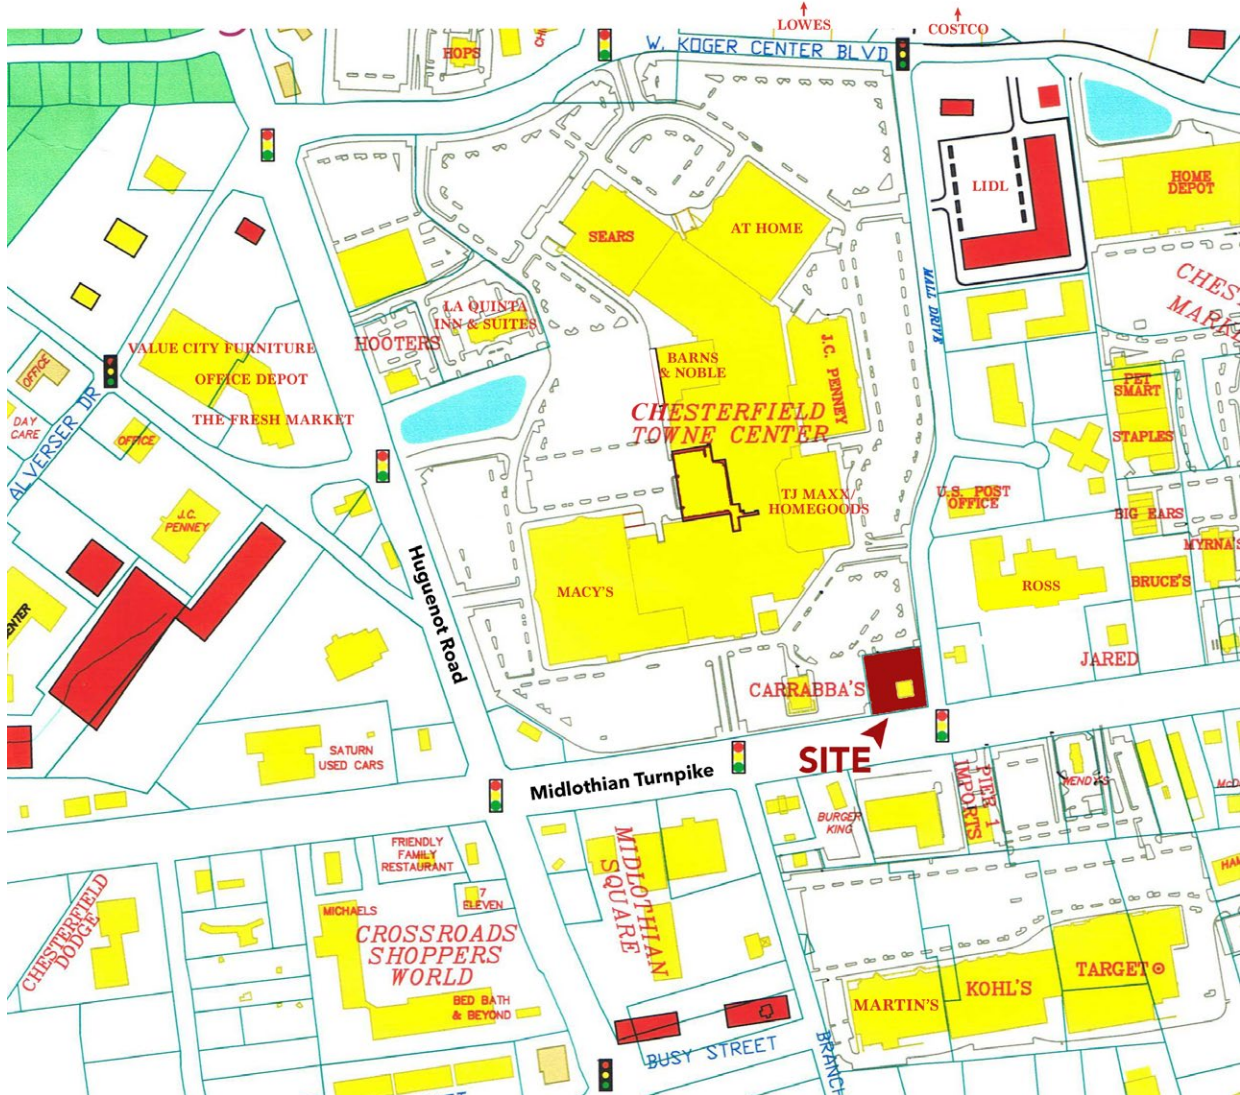 LOWES
COSTCO
W. KOGER CENTER BLVD
HOPS
LIDL
HOME
DEPOT
SEARS
AT HOME
MALL DRIVE
LA QUINTA
INN & SUITES
HOOTERS
VALUE CITY FURNITURE
OFFICE DEPOT
THE FRESH MARKET
BARNS
& NOBLE
J.C. PENNEY
CHESTERFIELD
TOWNE CENTER
OFFICE
DAY
CARE
ALVERSER DR
OFFICE
PET
SMART
STAPLES
J.C.
PENNEY
TJ MAXX/
HOMEGOODS
U.S. POST
OFFICE
BIG EARS
MYRNA'S
MACY'S
ROSS
BRUCE'S
Huguenot Road
JARED
CARRABBA'S
SITE
SATURN
USED CARS
Midlothian Turnpike
PIER 1
IMPORTS
WENDY'S
BURGER
KING
FRIENDLY
FAMILY
RESTAURANT
MIDLOTHIAN
SQUARE
7
ELEVEN
MICHAELS
CROSSROADS
SHOPPERS
WORLD
CHESTERFIELD
DODGE
BED BATH
& BEYOND
MARTIN'S
KOHL'S
TARGET
BUSY STREET
BRANCH